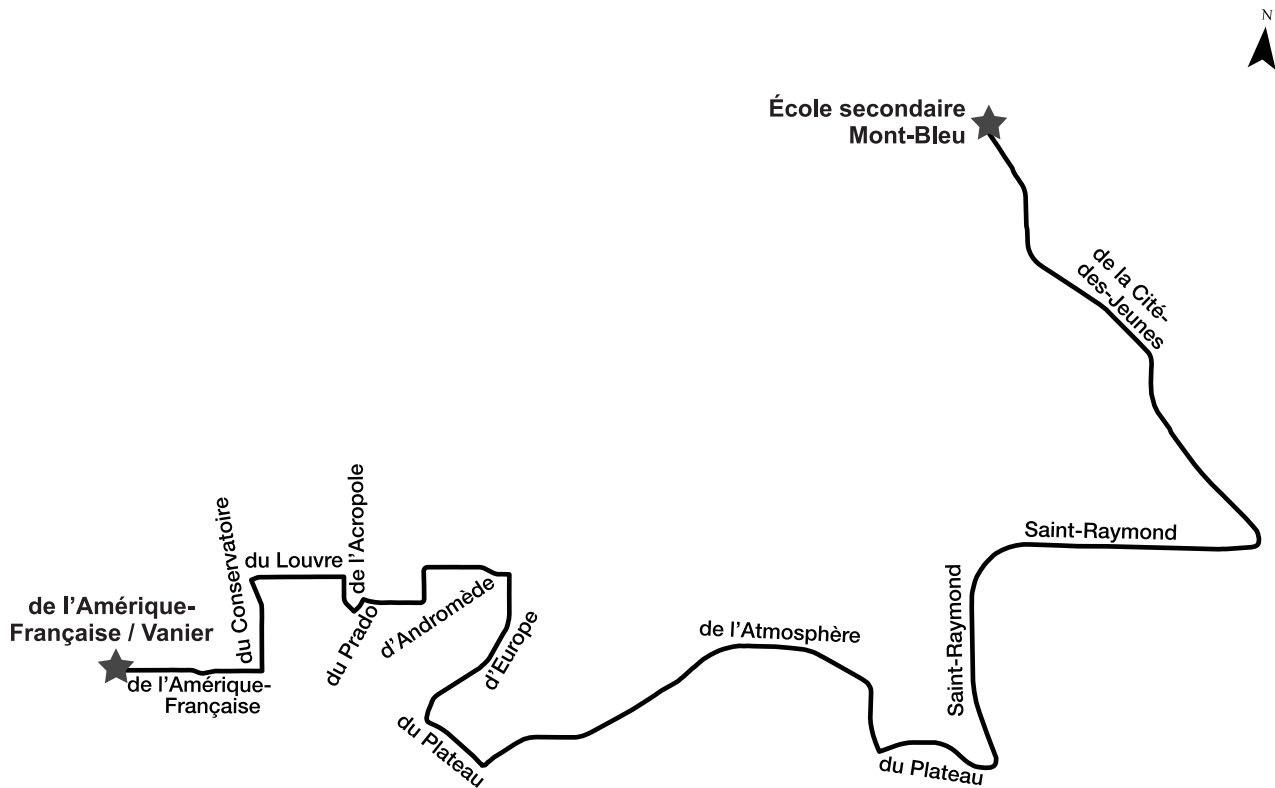 N
École secondaire
Mont-Bleu
de la Cité-
des-Jeunes
Saint-Raymond
Saint-Raymond
du Plateau
de l'Atmosphère
du Plateau
d'Europe
d'Andromède
du Prado
de l'Acropole
du Louvre
du Conservatoire
de l'Amérique-
Française / Vanier
de l'Amérique-
Française